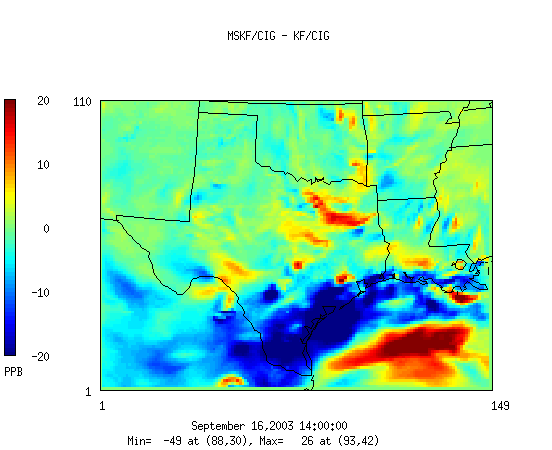 MSKF/CIG - KF/CIG
20
110
10
0
-10
-20
PPB
1
1
149
September 16,2003 14:00:00
Min= -49 at (88,30), Max= 26 at (93,42)